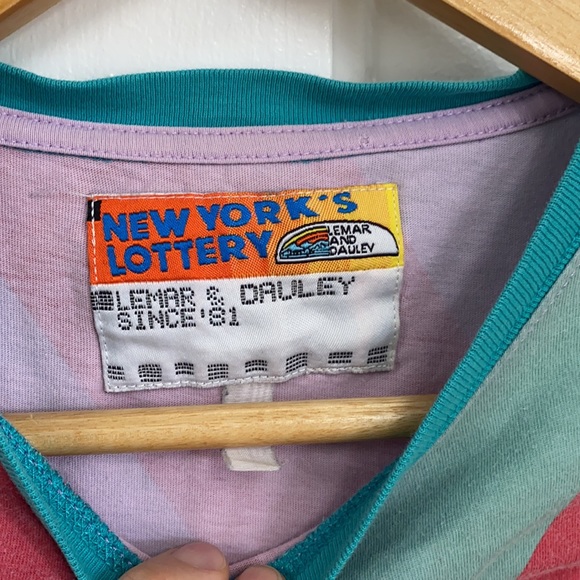 NEW YORK'S
LOTTERY
LEMAR
AND
DAULEY
LEMAR & DAULEY
SINCE '81